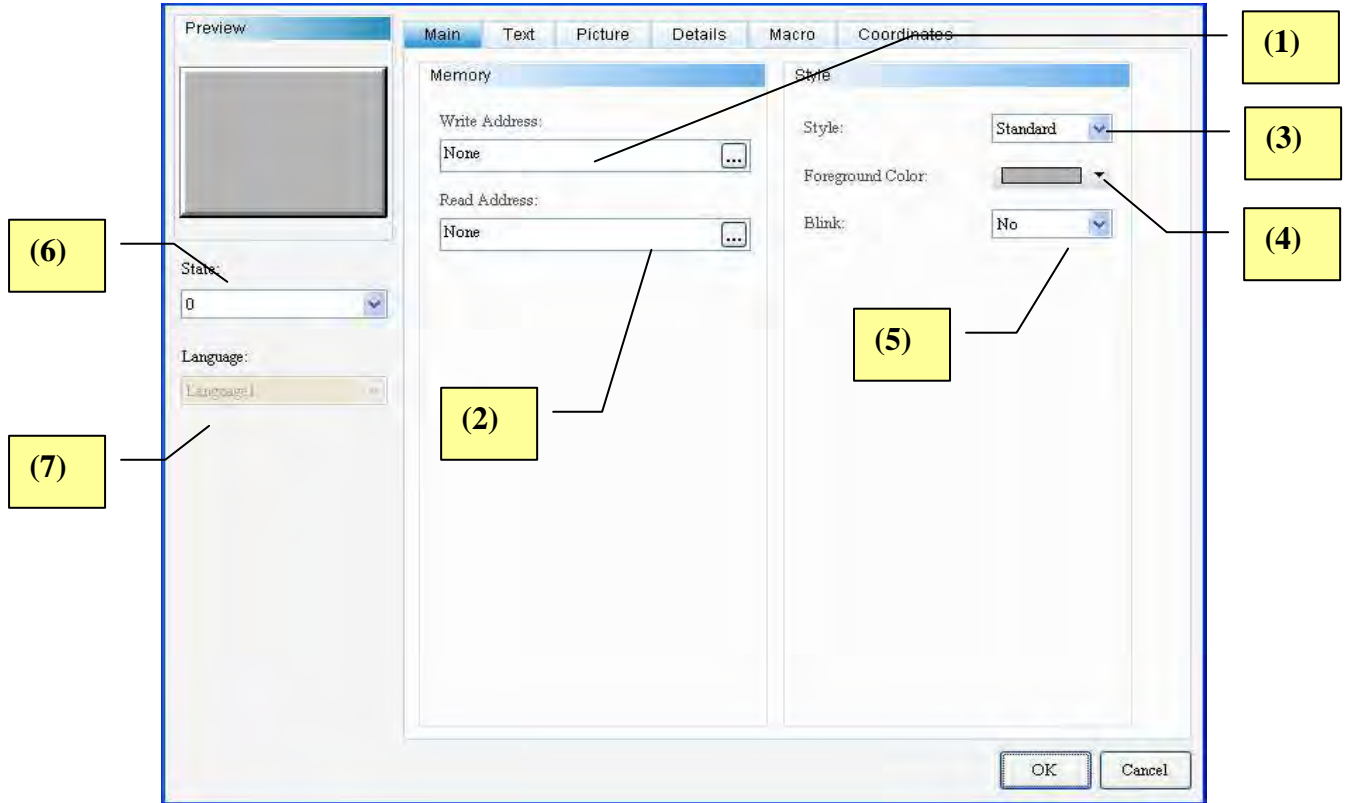 Preview
Main Text Picture Details Macro Coordinates
(1)
Memory
Style
Write Address:
None
...
Style:
Standard
(3)
Foreground Color:
Read Address:
None
...
Blink:
No
(4)
(6)
State:
0
(5)
Language:
Language1
(2)
(7)
OK
Cancel